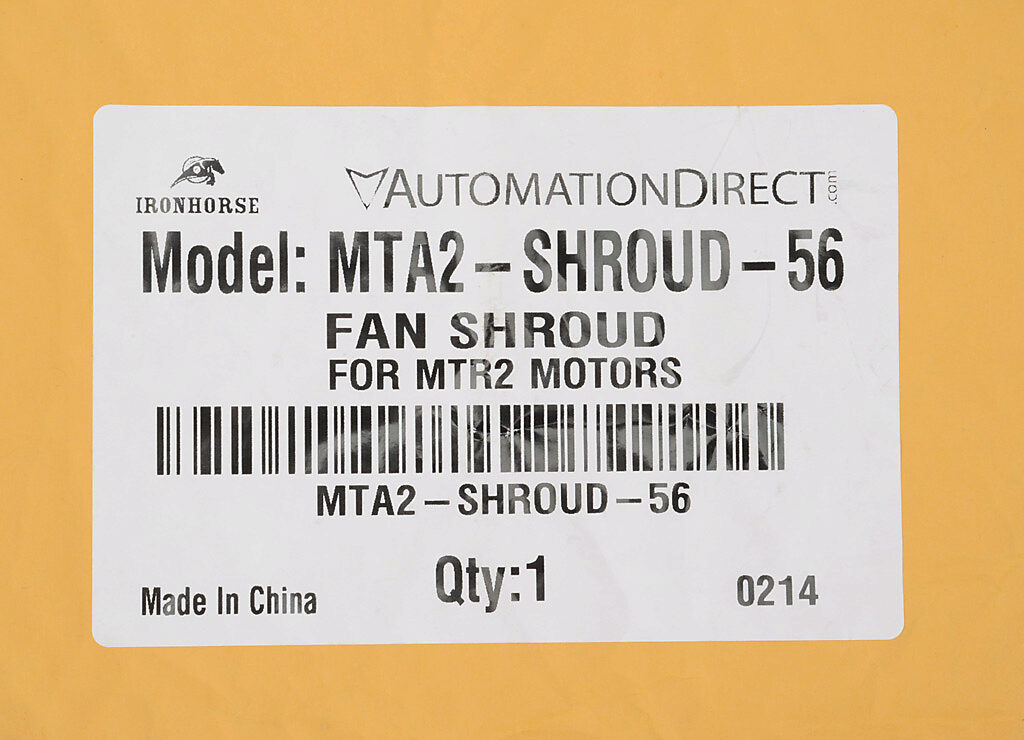 IRONHORSE
AUTOMATIONDIRECT.com
Model: MTA2-SHROUD-56
FAN SHROUD
FOR MTR2 MOTORS
MTA2-SHROUD-56
Made In China
Qty:1
0214